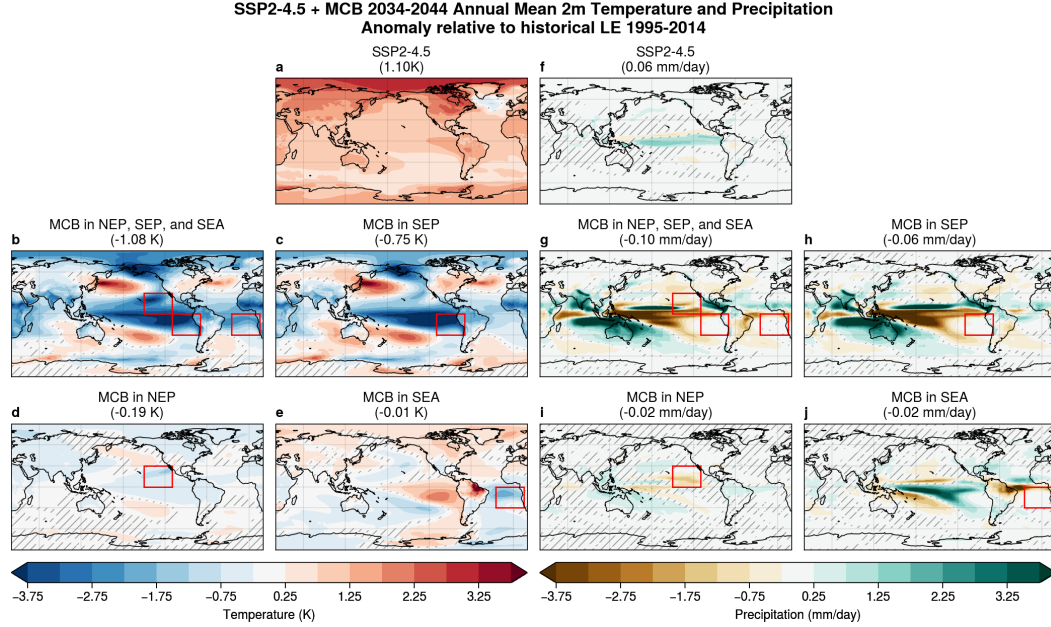 SSP2-4.5 + MCB 2034-2044 Annual Mean 2m Temperature and Precipitation
Anomaly relative to historical LE 1995-2014
a SSP2-4.5
(1.10K)
f SSP2-4.5
(0.06 mm/day)
b MCB in NEP, SEP, and SEA
(-1.08 K)
c MCB in SEP
(-0.75 K)
g MCB in NEP, SEP, and SEA
(-0.10 mm/day)
h MCB in SEP
(-0.06 mm/day)
d MCB in NEP
(-0.19 K)
e MCB in SEA
(-0.01 K)
i MCB in NEP
(-0.02 mm/day)
j MCB in SEA
(-0.02 mm/day)
−3.75 −2.75 −1.75 −0.75 0.25 1.25 2.25 3.25
Temperature (K)
−3.75 −2.75 −1.75 −0.75 0.25 1.25 2.25 3.25
Precipitation (mm/day)